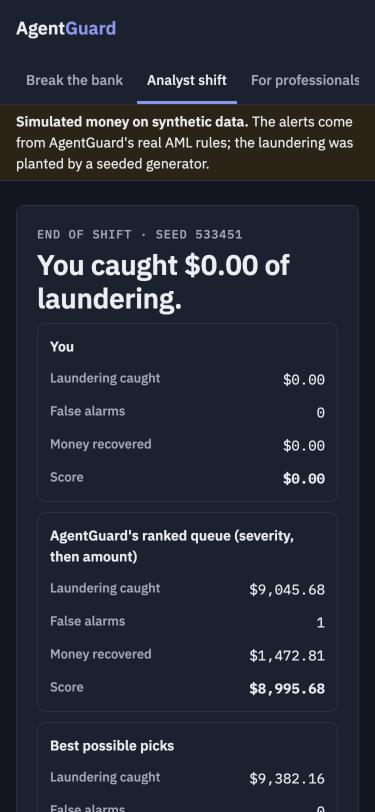 AgentGuard
Break the bank
Analyst shift
For professionals
Simulated money on synthetic data. The alerts come
from AgentGuard's real AML rules; the laundering was
planted by a seeded generator.
END OF SHIFT · SEED 533451
You caught $0.00 of
laundering.
You
Laundering caught $0.00
False alarms 0
Money recovered $0.00
Score $0.00
AgentGuard's ranked queue (severity,
then amount)
Laundering caught $9,045.68
False alarms 1
Money recovered $1,472.81
Score $8,995.68
Best possible picks
Laundering caught $9,382.16
False alarms 0